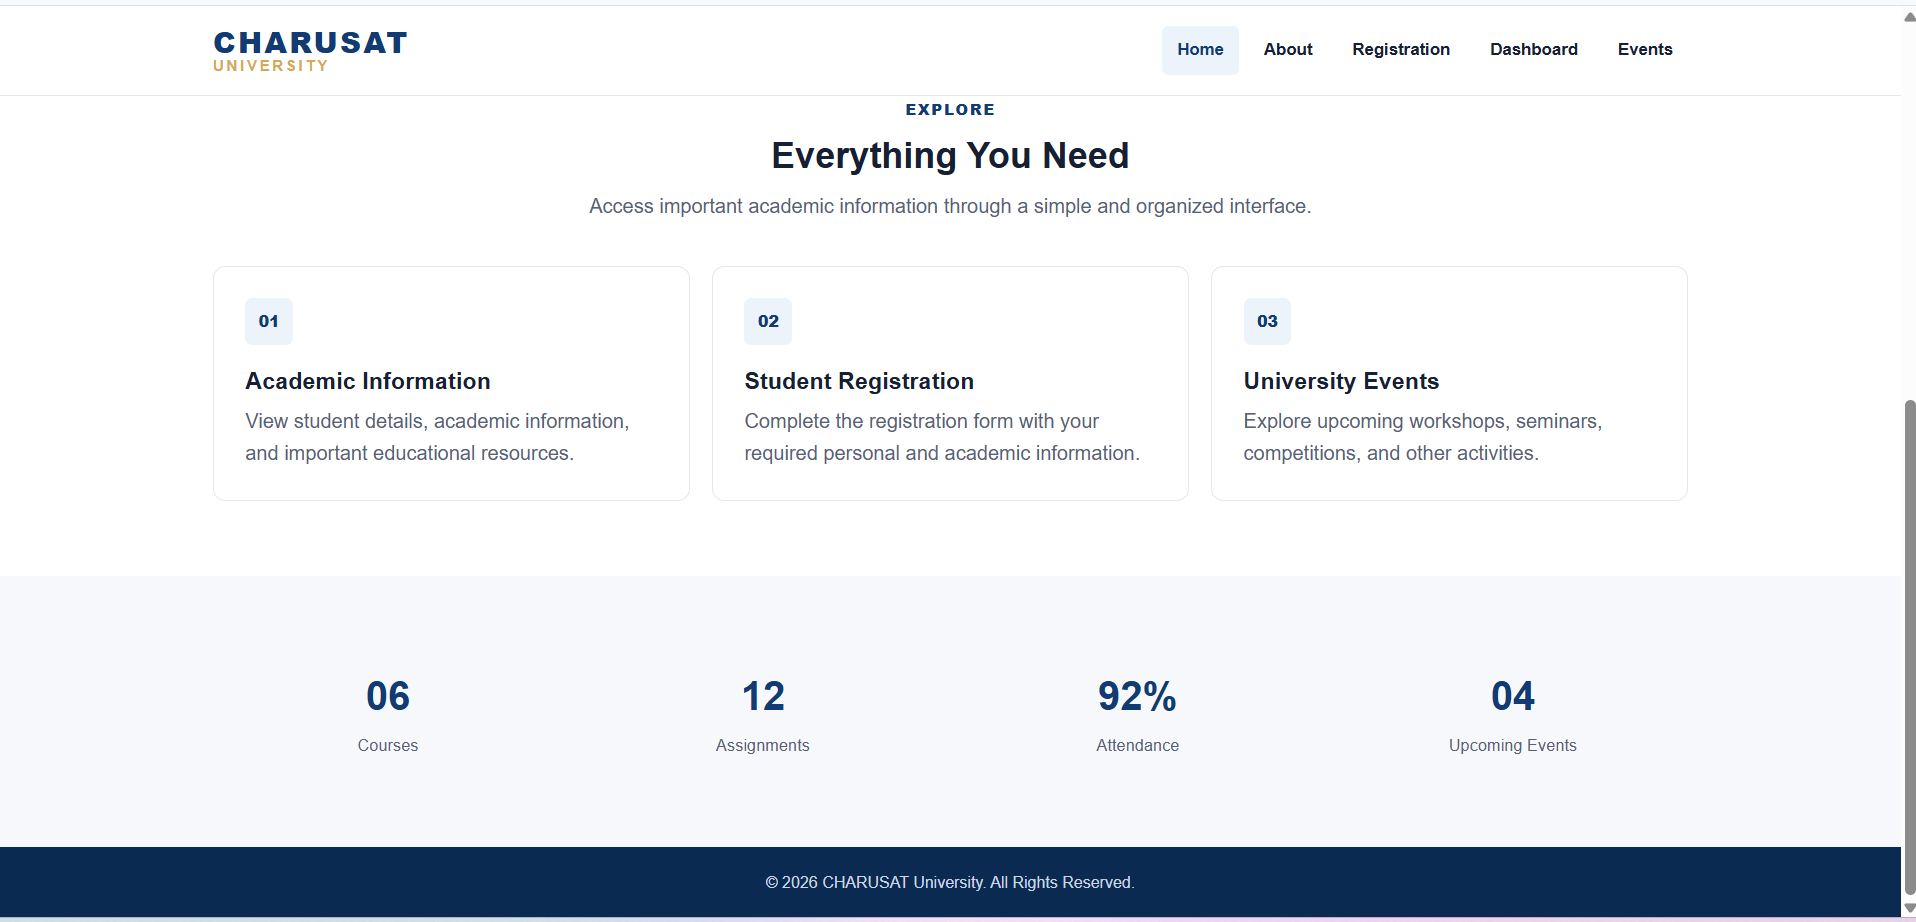 CHARUSAT
UNIVERSITY
Home
About
Registration
Dashboard
Events
EXPLORE
Everything You Need
Access important academic information through a simple and organized interface.
01
Academic Information
View student details, academic information,
and important educational resources.
02
Student Registration
Complete the registration form with your
required personal and academic information.
03
University Events
Explore upcoming workshops, seminars,
competitions, and other activities.
06
Courses
12
Assignments
92%
Attendance
04
Upcoming Events
© 2026 CHARUSAT University. All Rights Reserved.